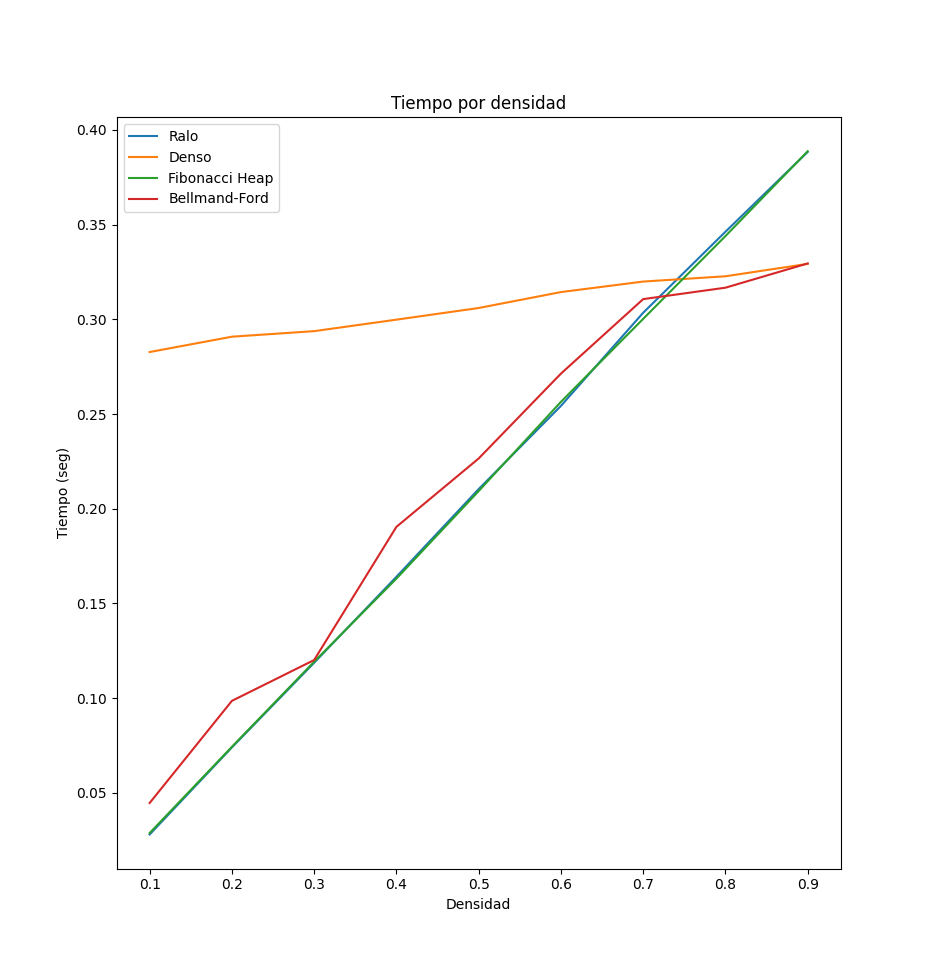 Tiempo por densidad
Ralo
Denso
Fibonacci Heap
Bellmand-Ford
Tiempo (seg)
0.40
0.35
0.30
0.25
0.20
0.15
0.10
0.05
0.1 0.2 0.3 0.4 0.5 0.6 0.7 0.8 0.9
Densidad